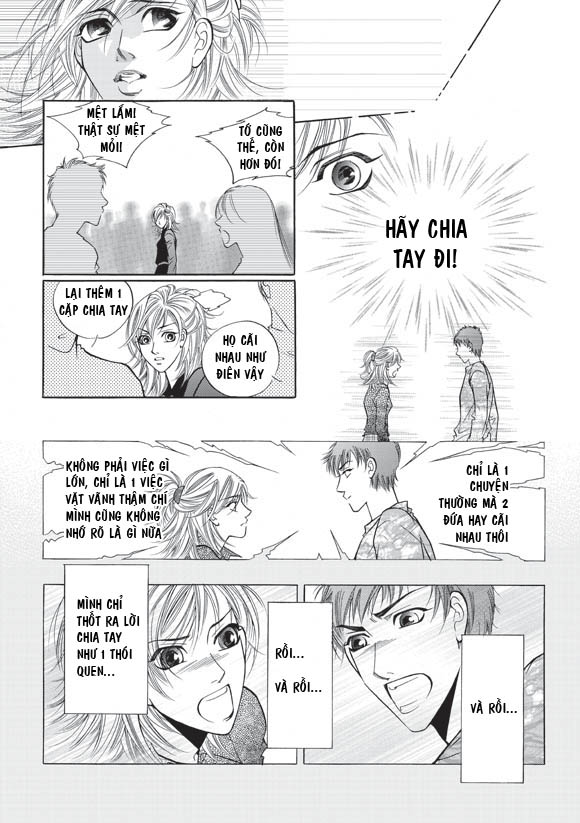 MỆT LẮM!
THẬT SỰ MỆT
MỎI!
TỚ CŨNG
THẾ, CÒN
HƠN ĐÓI
HÃY CHIA
TAY ĐI!
LẠI THÊM 1
CẶP CHIA TAY
HỌ CÃI
NHAU NHƯ
ĐIÊN VẬY
KHÔNG PHẢI VIỆC GÌ
LỚN, CHỈ LÀ 1 VIỆC
VẶT VÃNH THẬM CHÍ
MÌNH CŨNG KHÔNG
NHỚ RÕ LÀ GÌ NỮA
CHỈ LÀ 1
CHUYỆN
THƯỜNG MÀ 2
ĐỨA HAY CÃI
NHAU THÔI
MÌNH CHỈ
THỐT RA LỜI
CHIA TAY
NHƯ 1 THÓI
QUEN...
RỒI...
VÀ RỒI...
VÀ RỒI...